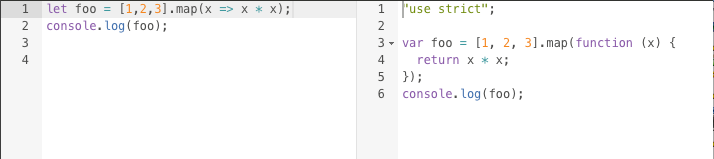 1 let foo = [1,2,3].map(x => x * x);
2 console.log(foo);
3
4
1 "use strict";
2
3 var foo = [1, 2, 3].map(function (x) {
4   return x * x;
5 });
6 console.log(foo);